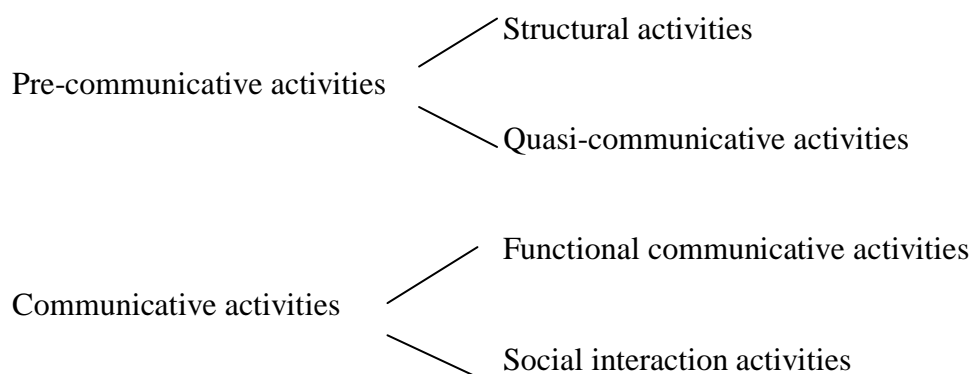 Structural activities
Pre-communicative activities
Quasi-communicative activities
Functional communicative activities
Communicative activities
Social interaction activities